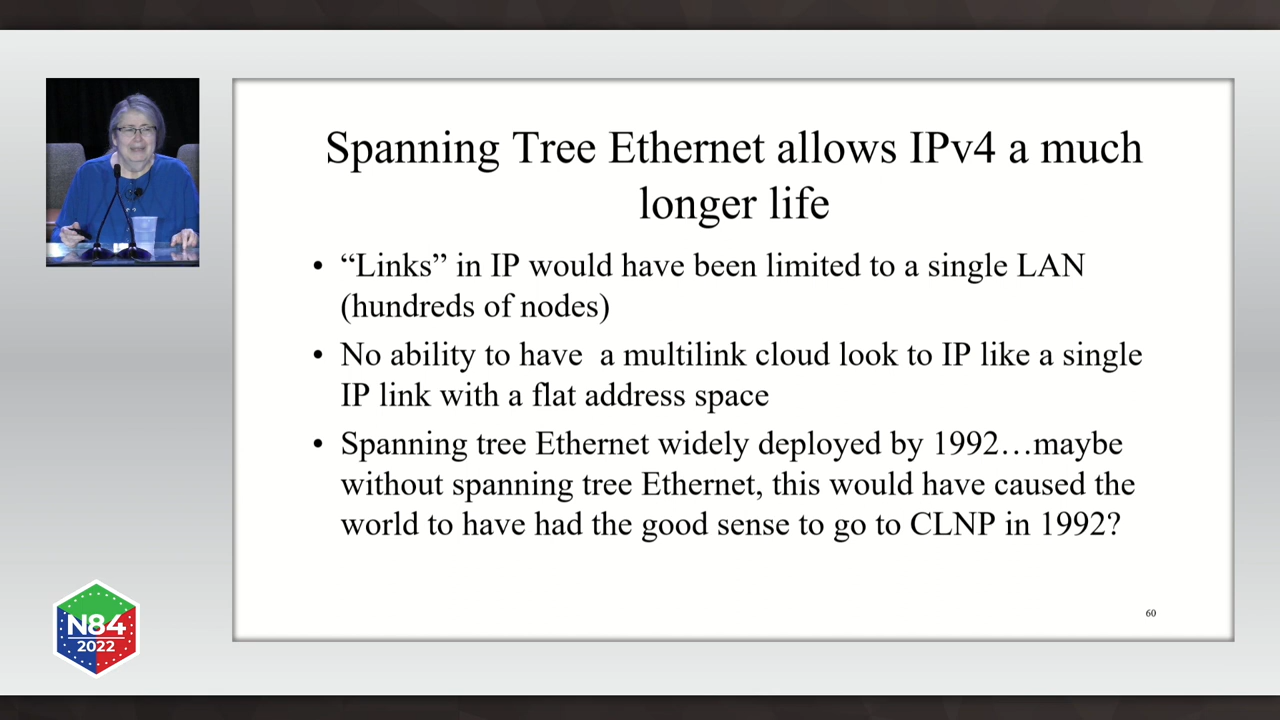 Spanning Tree Ethernet allows IPv4 a much
longer life
• “Links” in IP would have been limited to a single LAN
(hundreds of nodes)
• No ability to have  a multilink cloud look to IP like a single
IP link with a flat address space
• Spanning tree Ethernet widely deployed by 1992…maybe
without spanning tree Ethernet, this would have caused the
world to have had the good sense to go to CLNP in 1992?
60
N84
2022